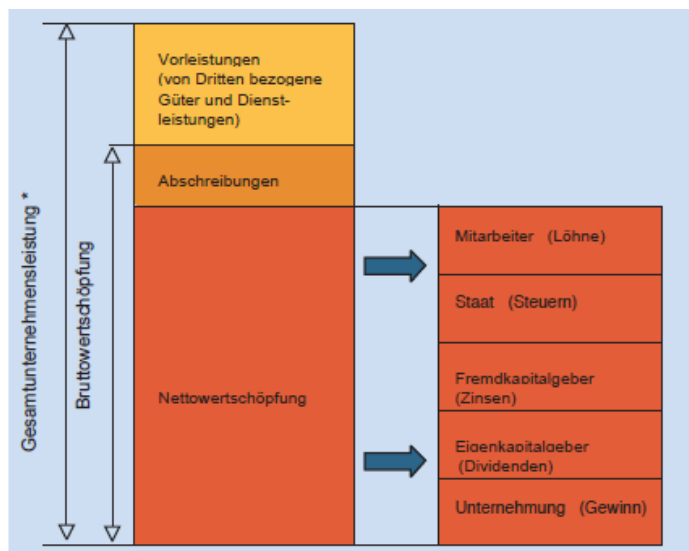 Gesamtunternehmensleistung *
Bruttowertschöpfung
Vorleistungen
(von Dritten bezogene
Güter und Dienst-
leistungen)
Abschreibungen
Nettowertschöpfung
Mitarbeiter (Löhne)
Staat (Steuern)
Fremdkapitalgeber
(Zinsen)
Eigenkapitalgeber
(Dividenden)
Unternehmung (Gewinn)